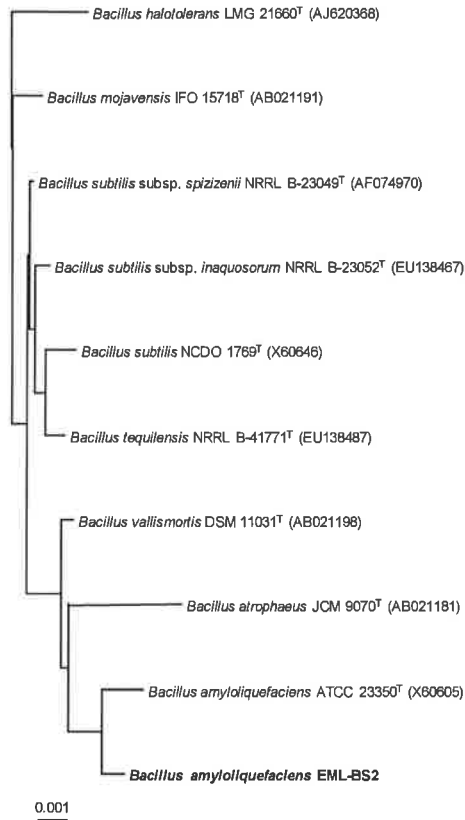 Bacillus halotolerans LMG 21660ᵀ (AJ620368)
Bacillus mojavensis IFO 15718ᵀ (AB021191)
Bacillus subtilis subsp. spizizenii NRRL B-23049ᵀ (AF074970)
Bacillus subtilis subsp. inaquosorum NRRL B-23052ᵀ (EU138467)
Bacillus subtilis NCDO 1769ᵀ (X60646)
Bacillus tequilensis NRRL B-41771ᵀ (EU138487)
Bacillus vallismortis DSM 11031ᵀ (AB021198)
Bacillus atrophaeus JCM 9070ᵀ (AB021181)
Bacillus amyloliquefaciens ATCC 23350ᵀ (X60605)
Bacillus amyloliquefaciens EML-BS2
0.001